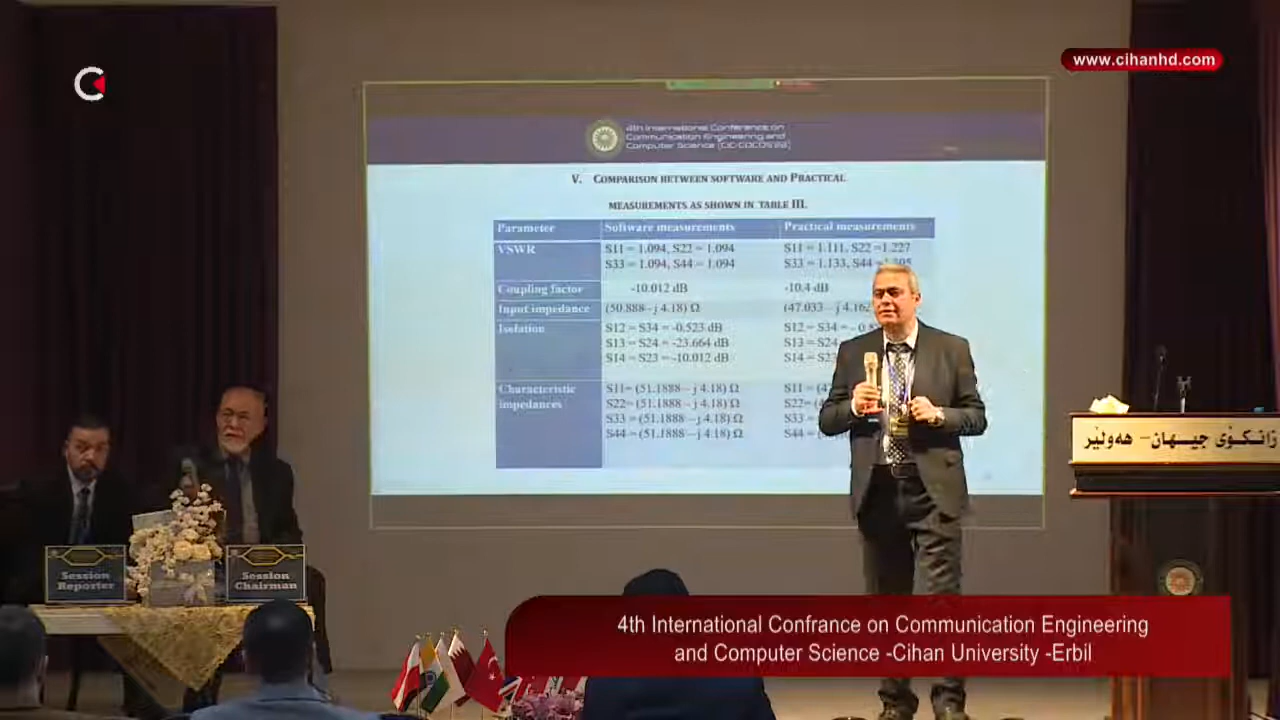 www.cihanhd.com
4th International Conference on
Communication Engineering and
Computer Science
V. COMPARISON BETWEEN SOFTWARE AND PRACTICAL
MEASUREMENTS AS SHOWN IN TABLE III.
Parameter Software measurements Practical measurements
VSWR S11 = 1.094, S22 = 1.094 S11 = 1.111, S22 =1.227
S33 = 1.094, S44 = 1.094 S33 = 1.133, S44
Coupling factor -10.012 dB -10.4 dB
Input impedance (50.888 – j 4.18) Ω (47.033 – j 4.162
Isolation S12 = S34 = -0.523 dB S12 = S34 =
S13 = S24 = -23.664 dB S13 = S24
S14 = S23 = -10.012 dB S14 = S23
Characteristic S11= (51.1888 – j 4.18) Ω S11 =
impedances S22= (51.1888 – j 4.18) Ω S22=
S33 = (51.1888 – j 4.18) Ω S33
S44 = (51.1888 – j 4.18) Ω S44 =
زانكۆی جیهان- هەولێر
Session
Reporter
Session
Chairman
4th International Confrance on Communication Engineering
and Computer Science -Cihan University -Erbil